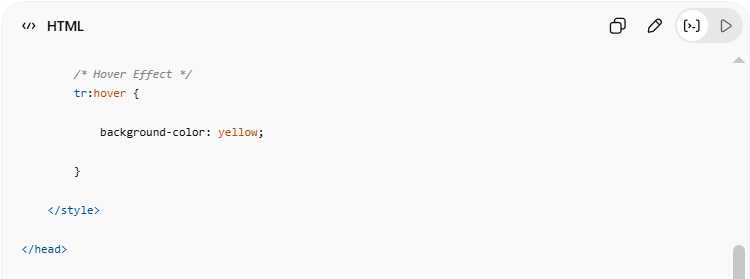 </> HTML
/* Hover Effect */
tr:hover {
background-color: yellow;
}
</style>
</head>